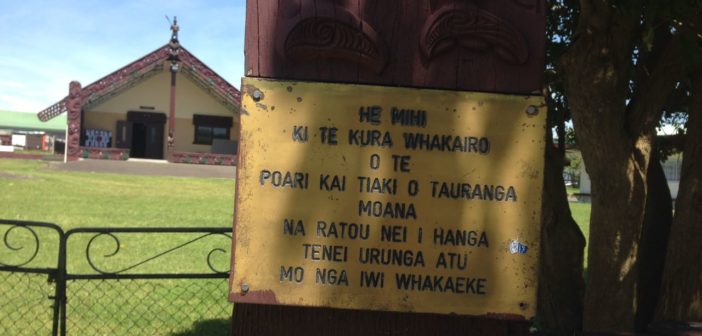 HE MIHI
KI TE KURA WHAKAIRO
O TE
POARI KAI TIAKI O TAURANGA
MOANA
NA RATOU NEI I HANGA
TENEI URUNGA ATU
MO NGA IWI WHAKAEKE